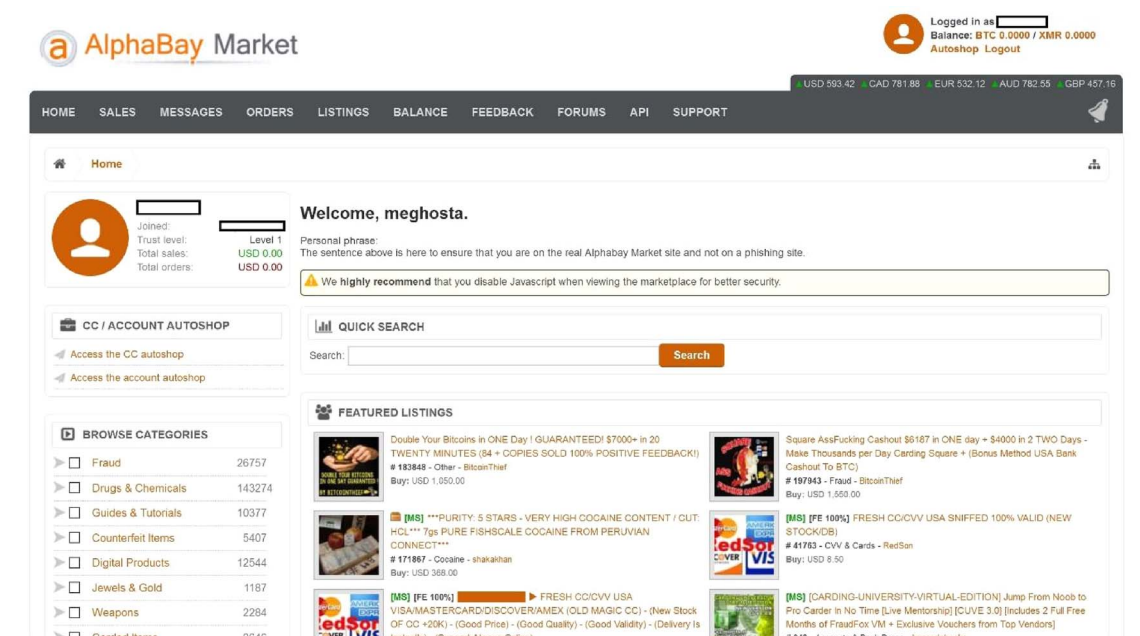 AlphaBay Market
Logged in as
Balance: BTC 0.0000 / XMR 0.0000
Autoshop Logout
USD 593.42 CAD 781.88 EUR 532.12 AUD 782.55 GBP 457.16
HOME SALES MESSAGES ORDERS LISTINGS BALANCE FEEDBACK FORUMS API SUPPORT
Home
Joined:
Trust level: Level 1
Total sales: USD 0.00
Total orders: USD 0.00
Welcome, meghosta.
Personal phrase:
The sentence above is here to ensure that you are on the real Alphabay Market site and not on a phishing site.
We highly recommend that you disable Javascript when viewing the marketplace for better security.
CC / ACCOUNT AUTOSHOP
Access the CC autoshop
Access the account autoshop
QUICK SEARCH
Search:
Search
BROWSE CATEGORIES
Fraud 26757
Drugs & Chemicals 143274
Guides & Tutorials 10377
Counterfeit Items 5407
Digital Products 12544
Jewels & Gold 1187
Weapons 2284
FEATURED LISTINGS
DOUBLE YOUR BITCOINS
IN ONE DAY GUARANTEED
BY BITCOINTHIEF
Double Your Bitcoins in ONE Day ! GUARANTEED! $7000+ in 20
TWENTY MINUTES (84 + COPIES SOLD 100% POSITIVE FEEDBACK!)
# 183848 - Other - BitcoinThief
Buy: USD 1,050.00
Square AssFucking Cashout $6187 in ONE day + $4000 in 2 TWO Days -
Make Thousands per Day Carding Square + (Bonus Method USA Bank
Cashout To BTC)
# 197943 - Fraud - BitcoinThief
Buy: USD 1,550.00
[MS] ***PURITY: 5 STARS - VERY HIGH COCAINE CONTENT / CUT:
HCL*** 7gs PURE FISHSCALE COCAINE FROM PERUVIAN
CONNECT***
# 171867 - Cocaine - shakakhan
Buy: USD 368.00
[MS] [FE 100%] FRESH CC/CVV USA SNIFFED 100% VALID (NEW
STOCK/DB)
# 41763 - CVV & Cards - RedSon
Buy: USD 8.50
[MS] [FE 100%] FRESH CC/CVV USA
VISA/MASTERCARD/DISCOVER/AMEX (OLD MAGIC CC) - (New Stock
OF CC +20K) - (Good Price) - (Good Quality) - (Good Validity) - (Delivery Is
[MS] [CARDING-UNIVERSITY-VIRTUAL-EDITION] Jump From Noob to
Pro Carder In No Time [Live Mentorship] [CUVE 3.0] [Includes 2 Full Free
Months of FraudFox VM + Exclusive Vouchers from Top Vendors]